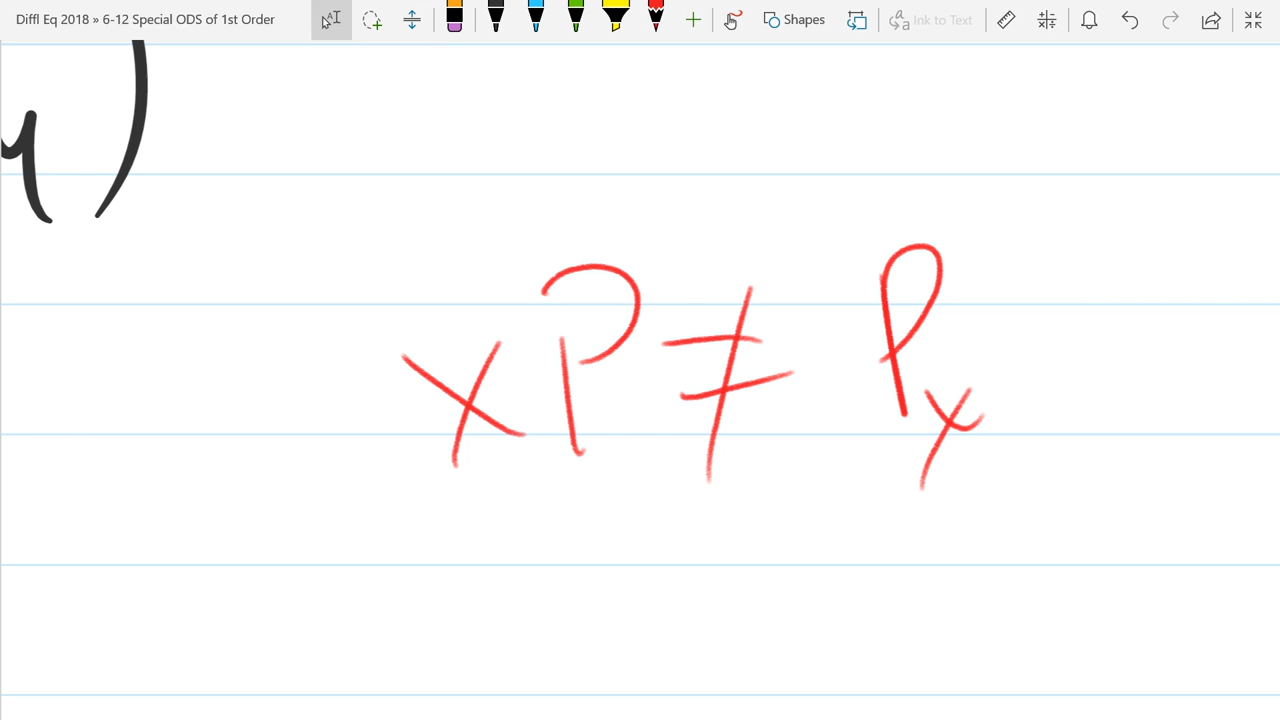 Diffl Eq 2018 » 6-12 Special ODS of 1st Order
Shapes
Ink to Text
y)
xP ≠ Px